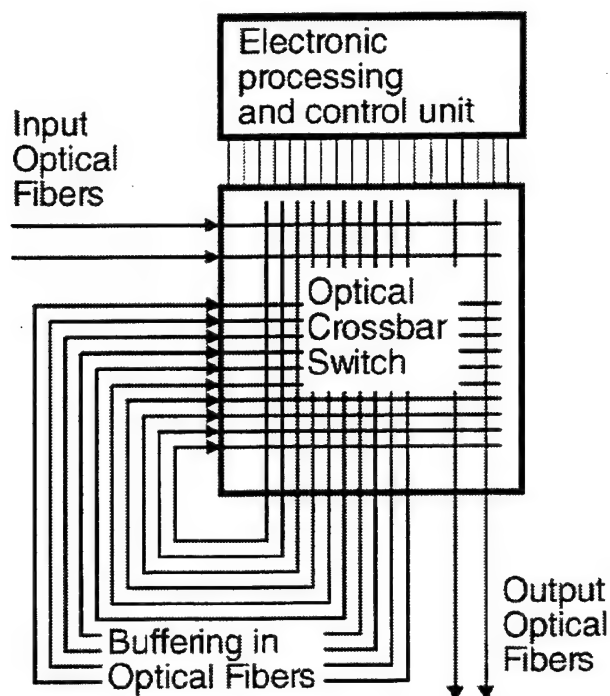 Electronic
processing
and control unit
Input
Optical
Fibers
Optical
Crossbar
Switch
Buffering in
Optical Fibers
Output
Optical
Fibers